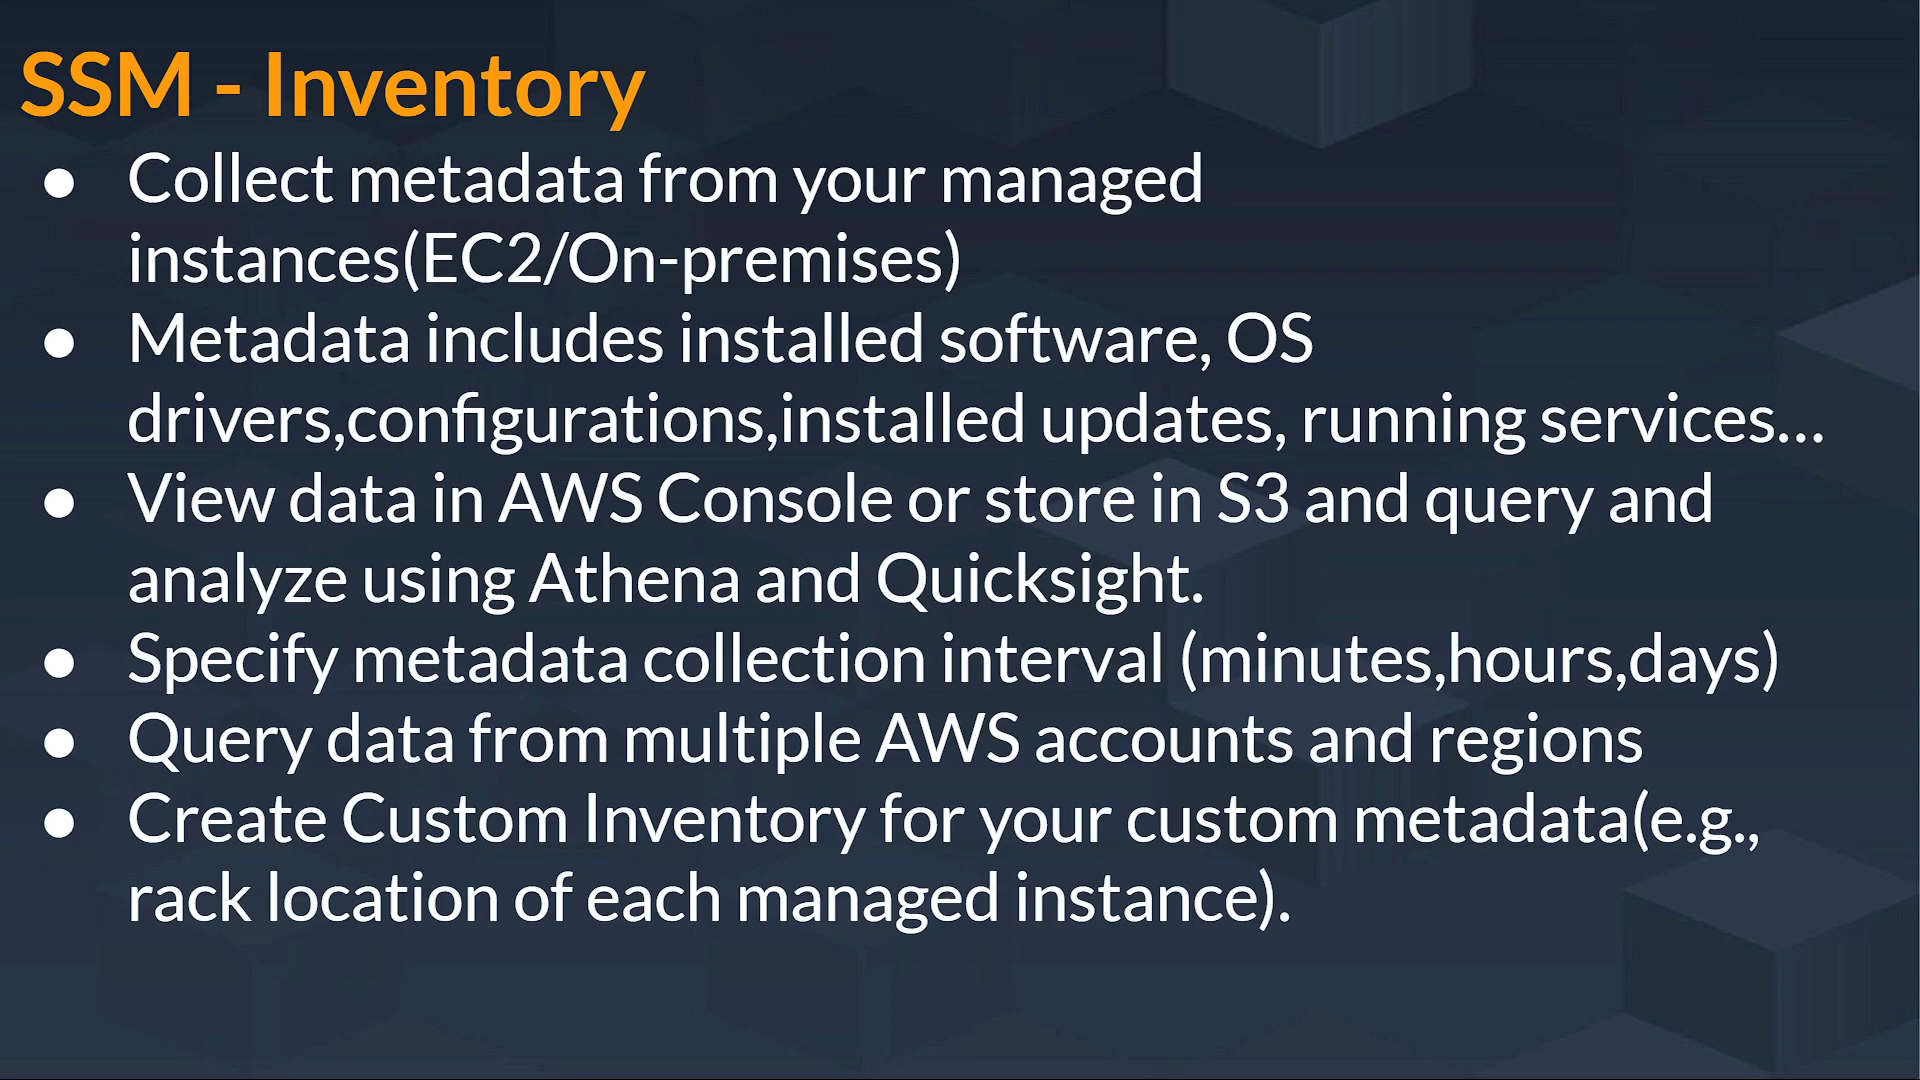 SSM - Inventory
● Collect metadata from your managed
instances(EC2/On-premises)
● Metadata includes installed software, OS
drivers,configurations,installed updates, running services…
● View data in AWS Console or store in S3 and query and
analyze using Athena and Quicksight.
● Specify metadata collection interval (minutes,hours,days)
● Query data from multiple AWS accounts and regions
● Create Custom Inventory for your custom metadata(e.g.,
rack location of each managed instance).